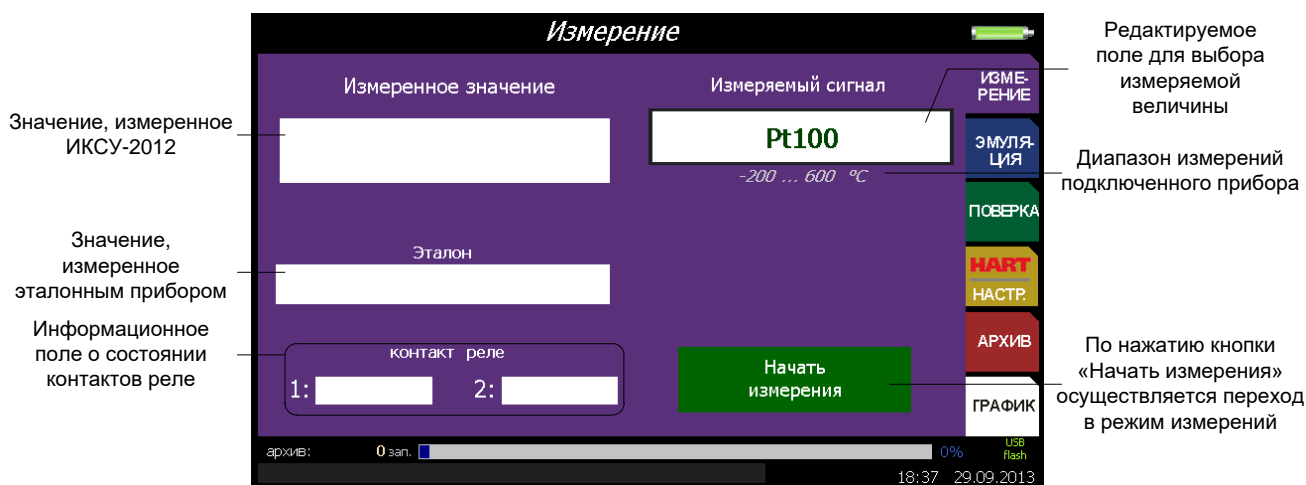 Измерение
Измеренное значение
Измеряемый сигнал
Pt100
-200 ... 600 °C
Эталон
контакт реле
1:
2:
Начать
измерения
ИЗМЕ-
РЕНИЕ
ЭМУЛЯ-
ЦИЯ
ПОВЕРКА
HART
НАСТР.
АРХИВ
ГРАФИК
архив: 0 зап. 0%
USB
flash
18:37 29.09.2013
Значение, измеренное
ИКСУ-2012
Значение,
измеренное
эталонным прибором
Информационное
поле о состоянии
контактов реле
Редактируемое
поле для выбора
измеряемой
величины
Диапазон измерений
подключенного прибора
По нажатию кнопки
«Начать измерения»
осуществляется переход
в режим измерений